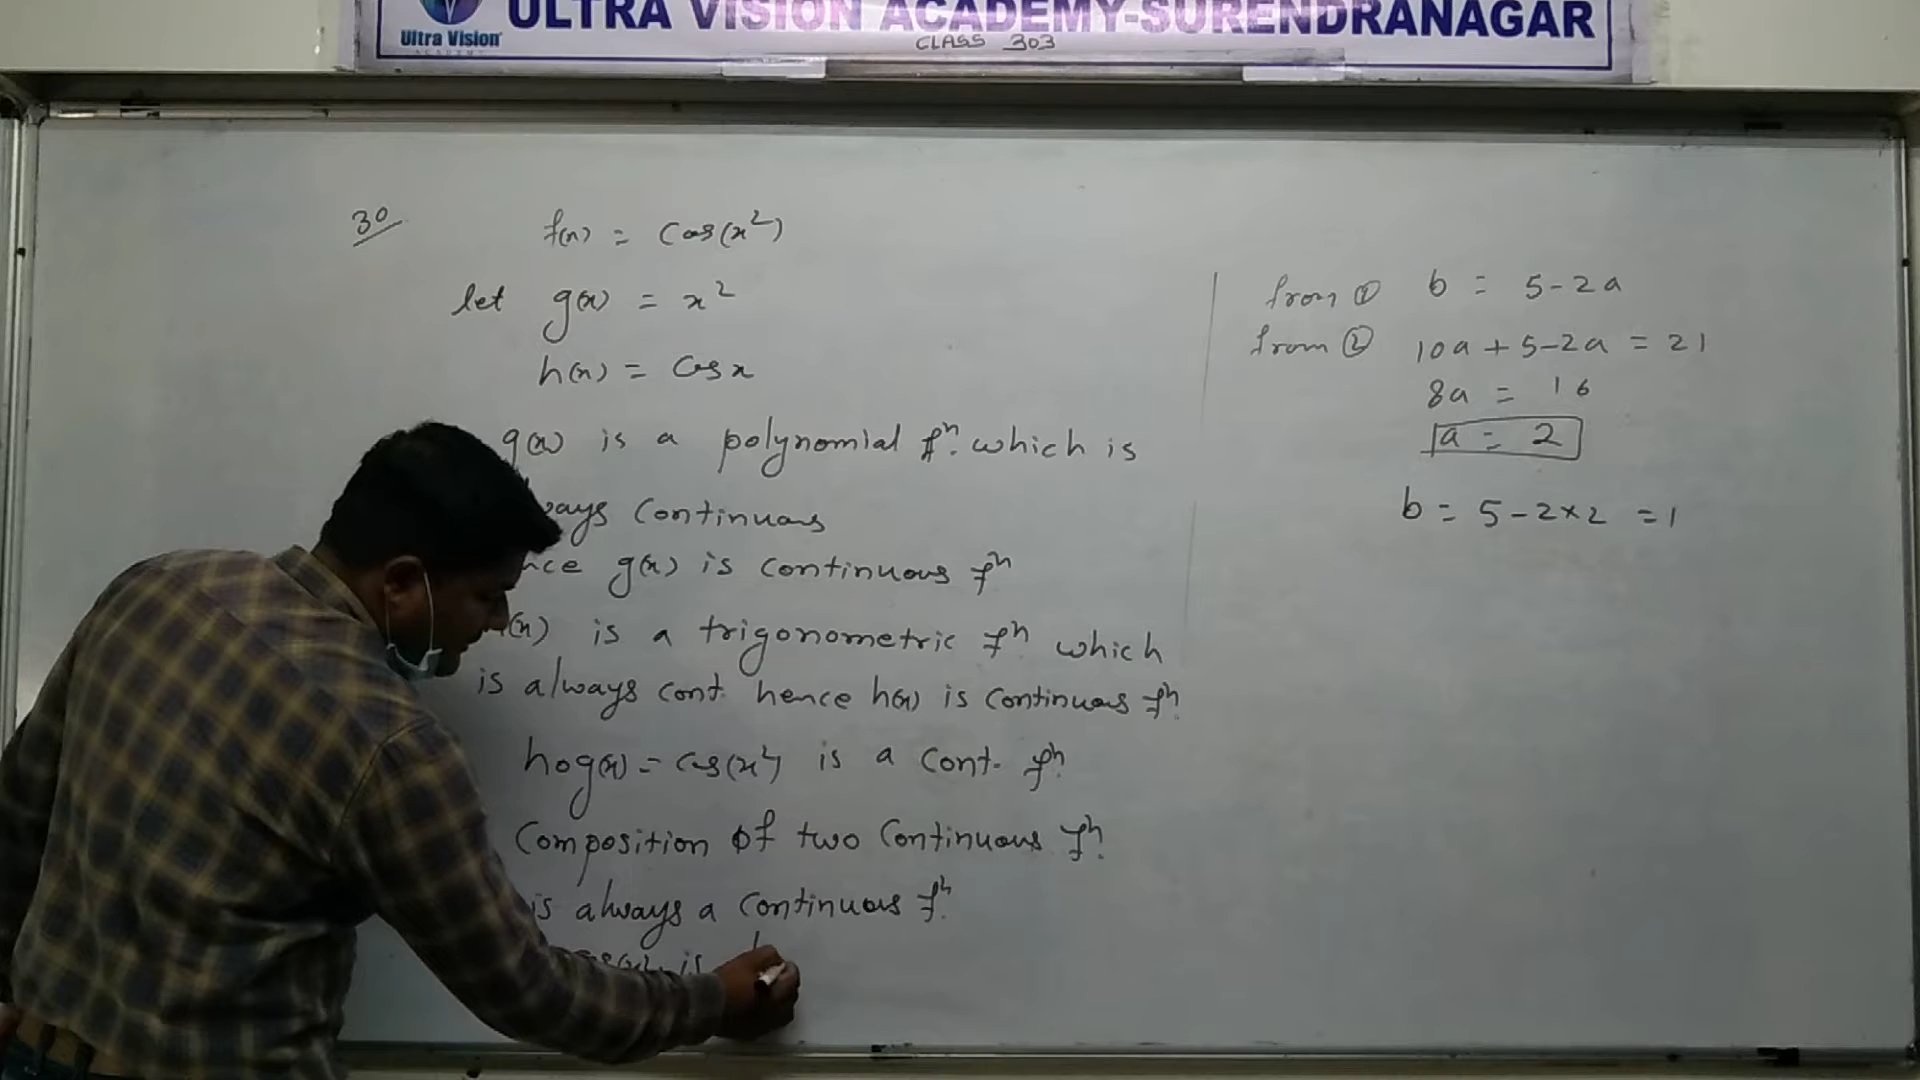 ULTRA VISION ACADEMY-SURENDRANAGAR
Ultra Vision
ACADEMY
CLASS 303
30
f(x) = Cos(x²)
let g(x) = x²
h(x) = Cos x
g(x) is a polynomial fⁿ. which is
Continuous
g(x) is continuous fⁿ
(x) is a trigonometric fⁿ which
is always cont. hence h(x) is continuous fⁿ.
hog(x) = cos(x²) is a cont. fⁿ.
Composition of two Continuous fⁿ.
is always a continuous fⁿ.
is
from ① b = 5-2a
from ② 10a + 5-2a = 21
8a = 16
a = 2
b = 5-2×2 = 1